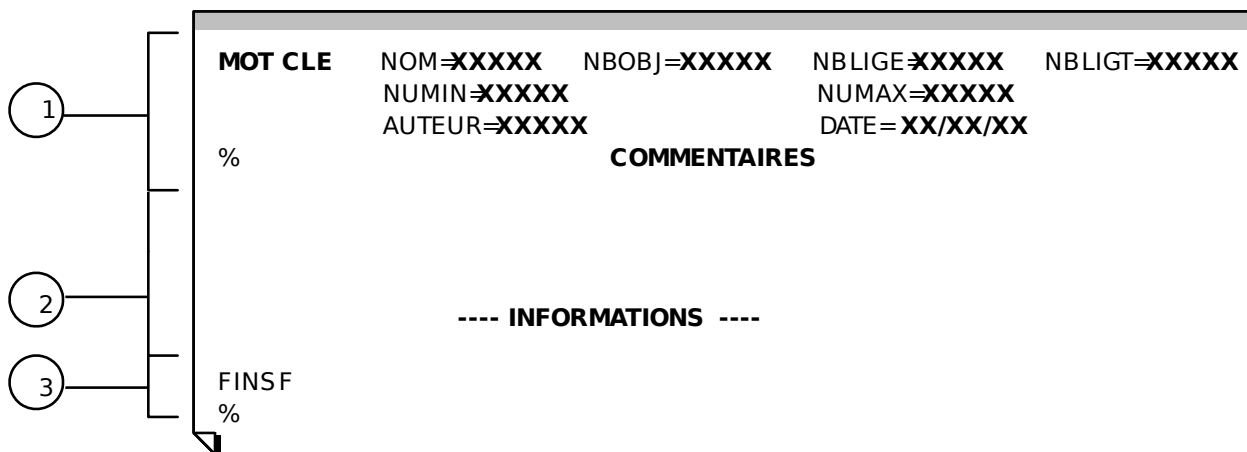 MOT CLE NOM=XXXXX NBOBJ=XXXXX NBLIGE=XXXXX NBLIGT=XXXXX
NUMIN=XXXXX NUMAX=XXXXX
1
AUTEUR=XXXXX DATE= XX/XX/XX
% COMMENTAIRES
2
---- INFORMATIONS ----
3
FINSF
%